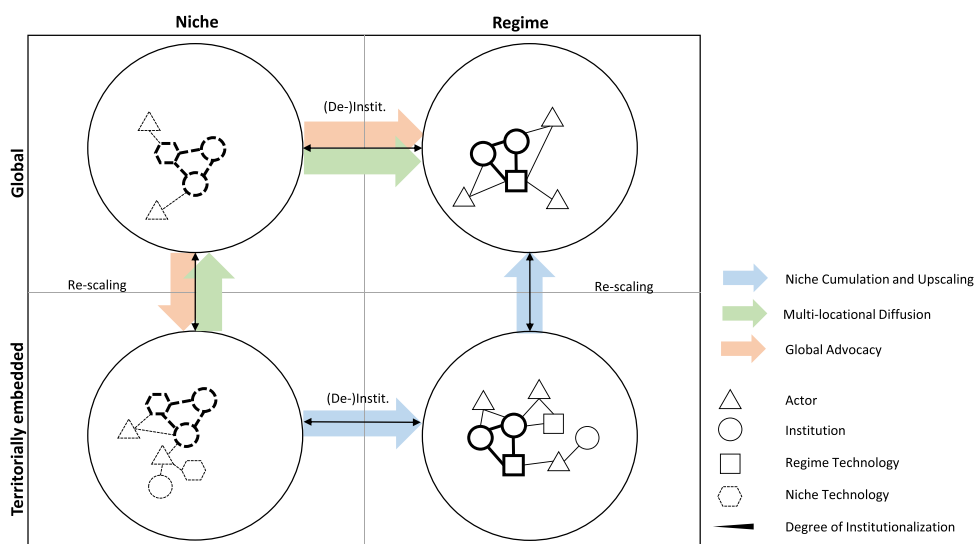 Niche
Regime
Global
(De-)Instit.
Re-scaling
Re-scaling
Territorially embedded
(De-)Instit.
Niche Cumulation and Upscaling
Multi-locational Diffusion
Global Advocacy
Actor
Institution
Regime Technology
Niche Technology
Degree of Institutionalization